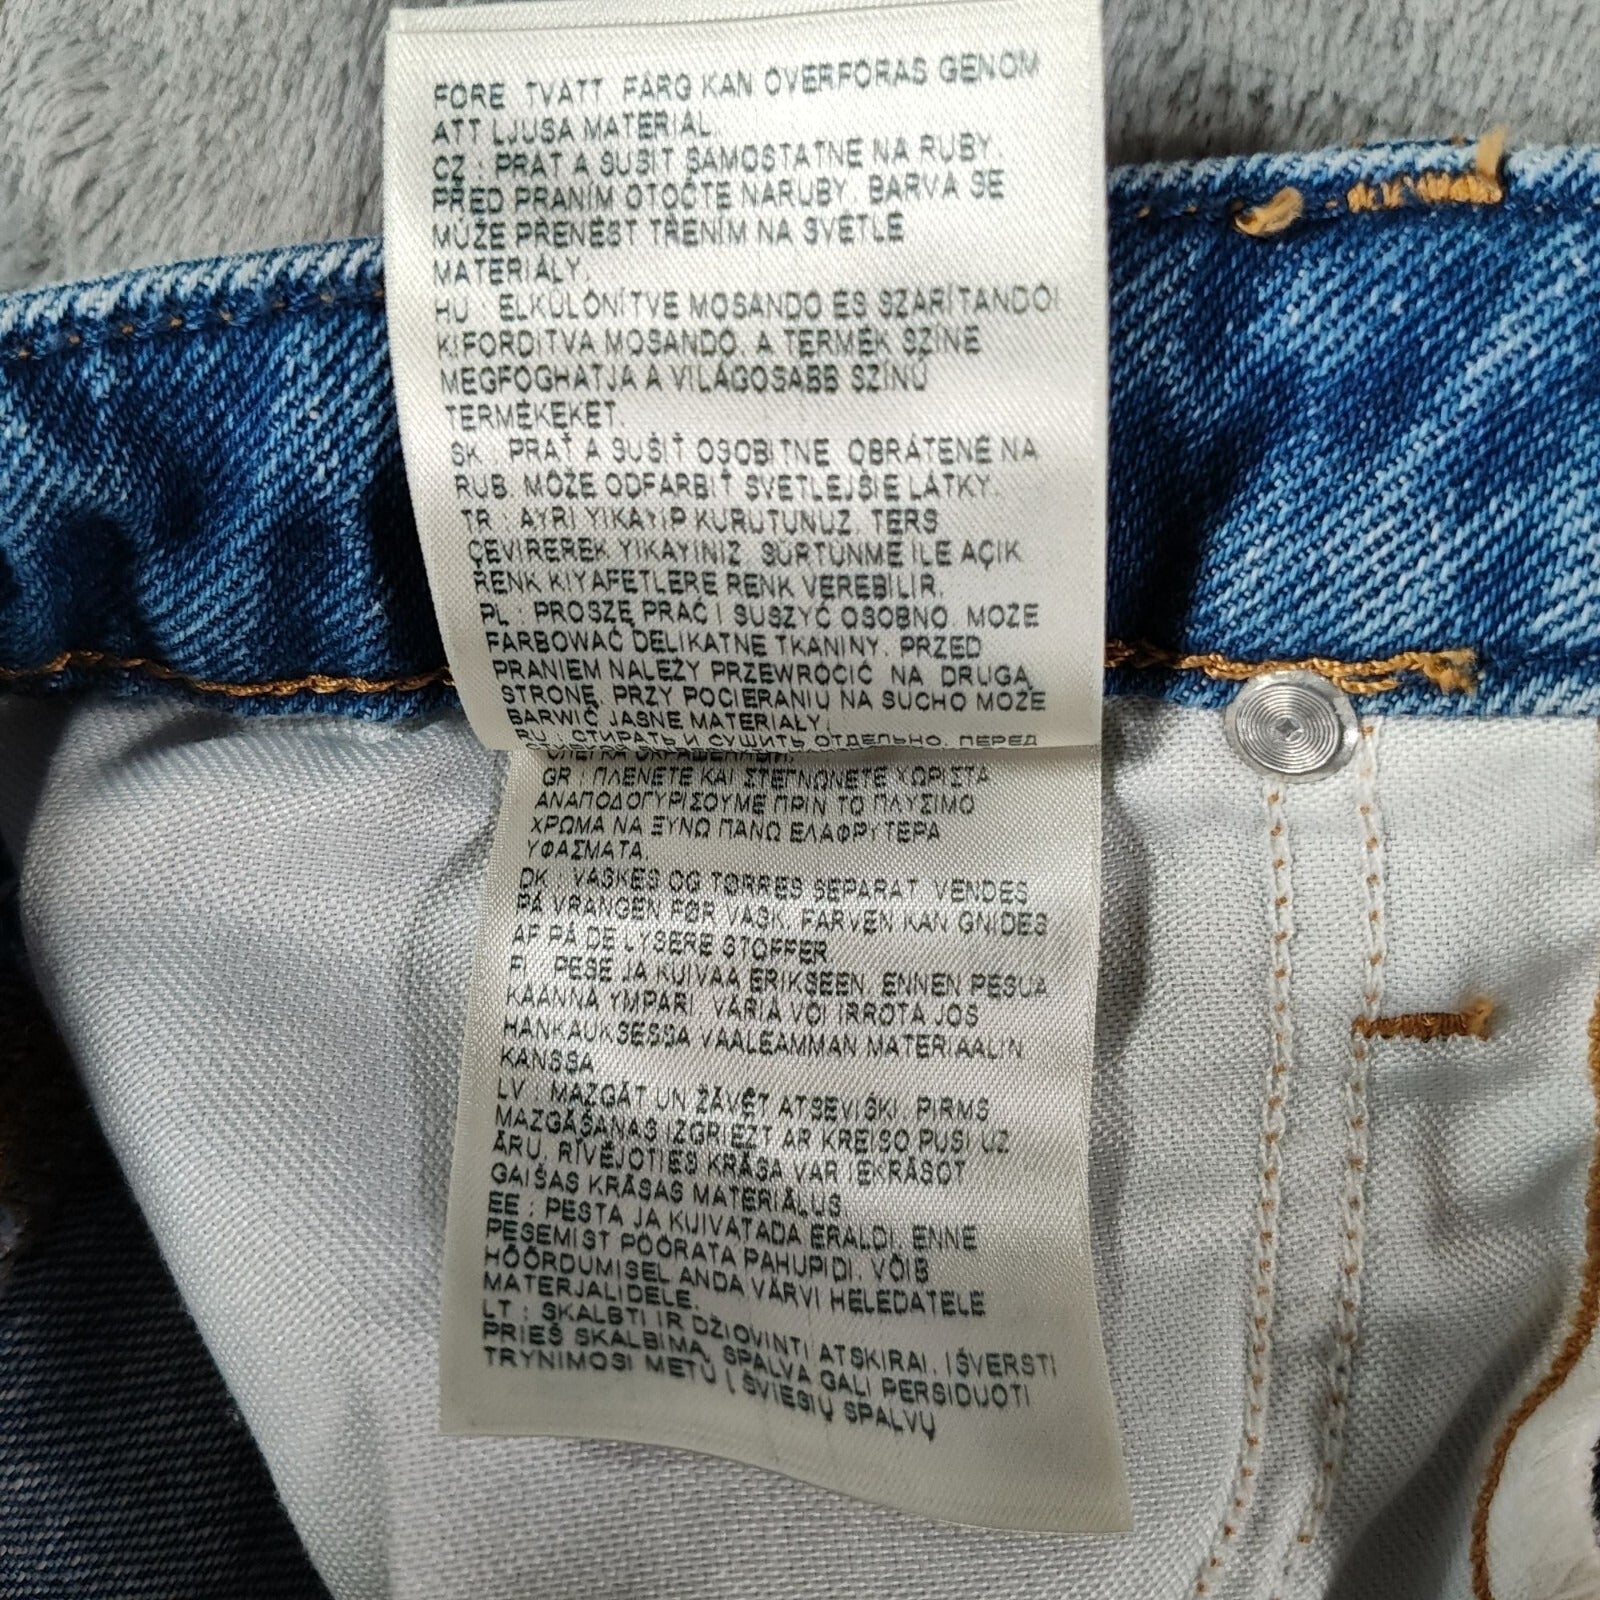 FÖRE TVÄTT. FÄRG KAN ÖVERFÖRAS GENOM
ATT LJUSA MATERIAL.
CZ : PRAT A SUSIT SAMOSTATNE NA RUBY.
PŘED PRANÍM OTOČTE NARUBY. BARVA SE
MŮŽE PŘENÉST TŘENÍM NA SVĚTLÉ
MATERIÁLY.
HU : ELKÜLÖNÍTVE MOSANDÓ ÉS SZARÍTANDÓ!
KIFORDITVA MOSANDÓ. A TERMÉK SZÍNE
MEGFOGHATJA A VILÁGOSABB SZÍNŰ
TERMÉKEKET.
SK : PRAŤ A SUŠIŤ OSOBITNE OBRÁTENÉ NA
RUB. MÔŽE ODFARBIŤ SVETLEJŠIE LÁTKY.
TR : AYRI YIKAYIP KURUTUNUZ. TERS
ÇEVIREREK YIKAYINIZ. SÜRTÜNME ILE AÇIK
RENK KIYAFETLERE RENK VEREBILIR.
PL : PROSZĘ PRAĆ I SUSZYĆ OSOBNO. MOŻE
FARBOWAĆ DELIKATNE TKANINY. PRZED
PRANIEM NALEŻY PRZEWRÓCIĆ NA DRUGĄ
STRONĘ. PRZY POCIERANIU NA SUCHO MOŻE
BARWIĆ JASNE MATERIAŁY.
RU : СТИРАТЬ И СУШИТЬ ОТДЕЛЬНО. ПЕРЕД
GR : ΠΛΕΝΕΤΕ ΚΑΙ ΣΤΕΓΝΩΝΕΤΕ ΧΩΡΙΣΤΑ
ΑΝΑΠΟΔΟΓΥΡΙΣΟΥΜΕ ΠΡΙΝ ΤΟ ΠΛΥΣΙΜΟ
ΧΡΩΜΑ ΝΑ ΞΥΝΩ ΠΑΝΩ ΕΛΑΦΡΥΤΕΡΑ
ΥΦΑΣΜΑΤΑ.
DK : VASKES OG TØRRES SEPARAT. VENDES
PÅ VRANGEN FØR VASK. FARVEN KAN GNIDES
AF PÅ DE LYSERE STOFFER
FI : PESE JA KUIVAA ERIKSEEN. ENNEN PESUA
KÄÄNNÄ YMPÄRI VÄRIÄ VOI IRROTA JOS
HANKAUKSESSA VAALEAMMAN MATERIAALIN
KANSSA
LV : MAZGĀT UN ŽĀVĒT ATSEVIŠKI. PIRMS
MAZGĀŠANAS IZGRIEZT AR KREISO PUSI UZ
ĀRU. RĪVĒJOTIES KRĀSA VAR IEKRĀSOT
GAIŠAS KRĀSAS MATERIĀLUS
EE : PESTA JA KUIVATADA ERALDI. ENNE
PESEMIST PÖÖRATA PAHUPIDI. VÕIB
HÕÕRDUMISEL ANDA VÄRVI HELEDATELE
MATERJALIDELE.
LT : SKALBTI IR DŽIOVINTI ATSKIRAI. IŠVERSTI
PRIEŠ SKALBIMĄ. SPALVA GALI PERSIDUOTI
TRYNIMOSI METU Į ŠVIESIŲ SPALVŲ